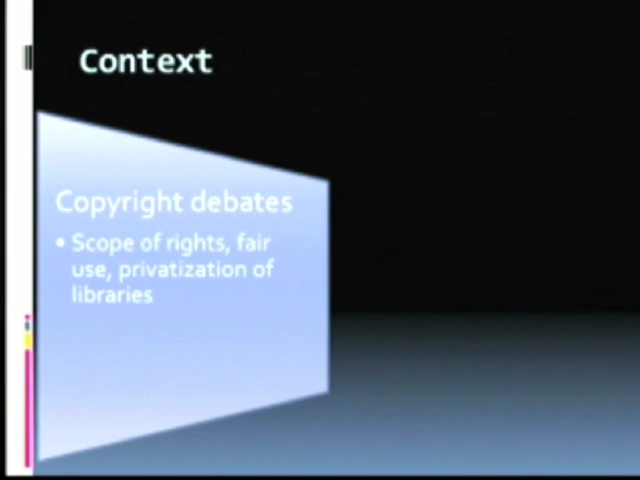 Context
Copyright debates
• Scope of rights, fair
use, privatization of
libraries